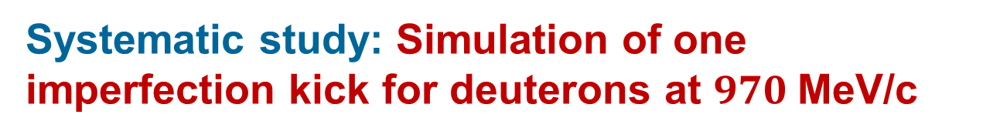 Systematic study: Simulation of one
imperfection kick for deuterons at 970 MeV/c